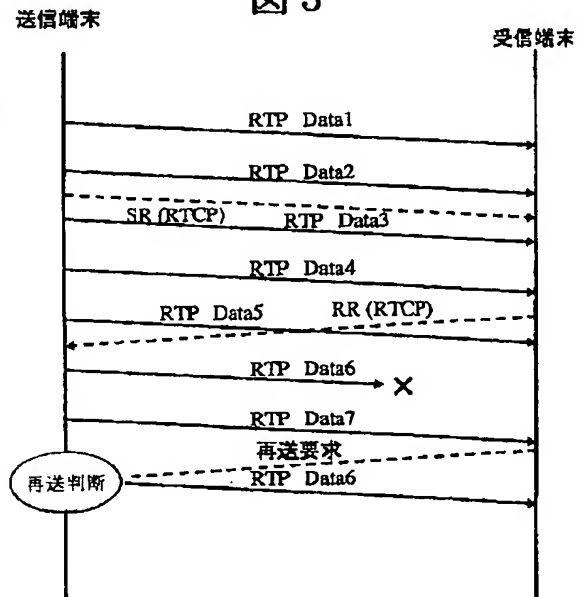 図3
送信端末
受信端末
RTP Data1
RTP Data2
SR (RTCP)
RTP Data3
RTP Data4
RTP Data5
RR (RTCP)
RTP Data6
×
RTP Data7
再送要求
再送判断
RTP Data6